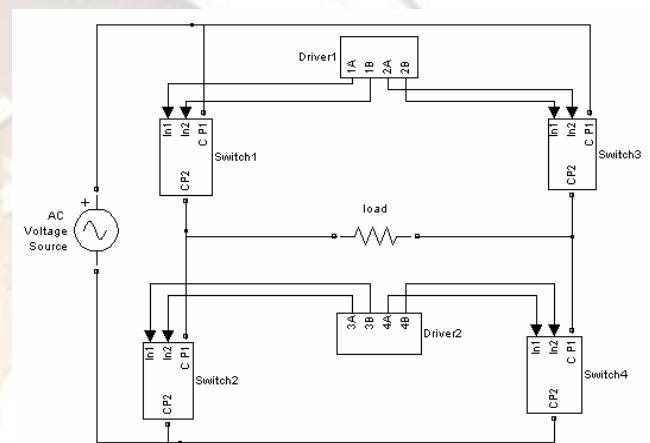 Driver1
1A
1B
2A
2B
In1
In2
C P1
CP2
Switch1
In1
In2
C P1
CP2
Switch3
AC
Voltage
Source
+
load
3A
3B
4A
4B
Driver2
In1
In2
C P1
CP2
Switch2
In1
In2
C P1
CP2
Switch4